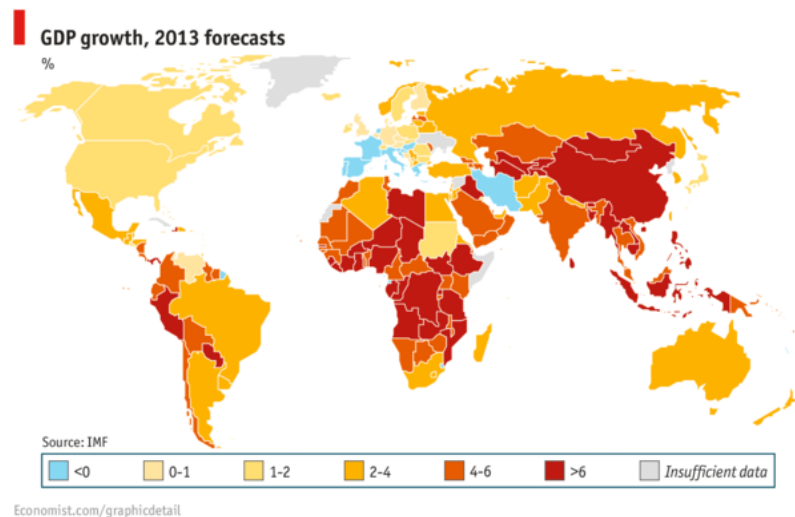 GDP growth, 2013 forecasts
%
Source: IMF
<0 0-1 1-2 2-4 4-6 >6 Insufficient data
Economist.com/graphicdetail